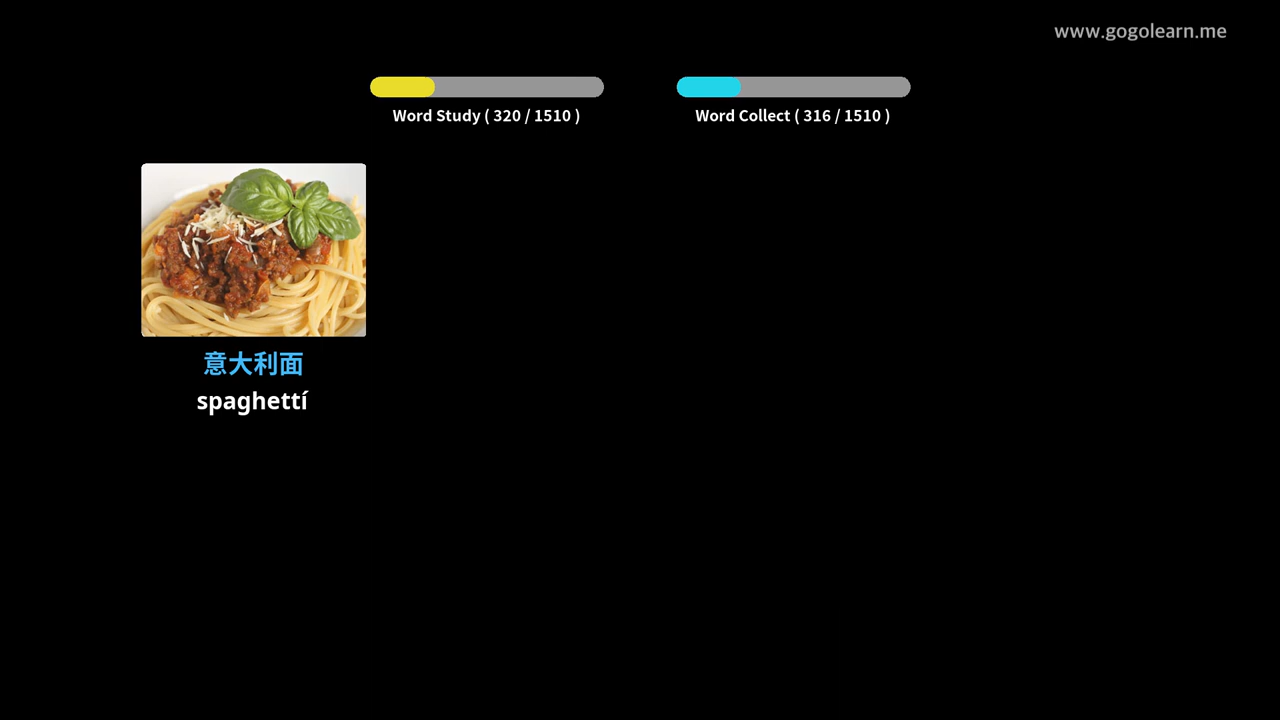 www.gogolearn.me
Word Study ( 320 / 1510 )
Word Collect ( 316 / 1510 )
意大利面
spaghettí